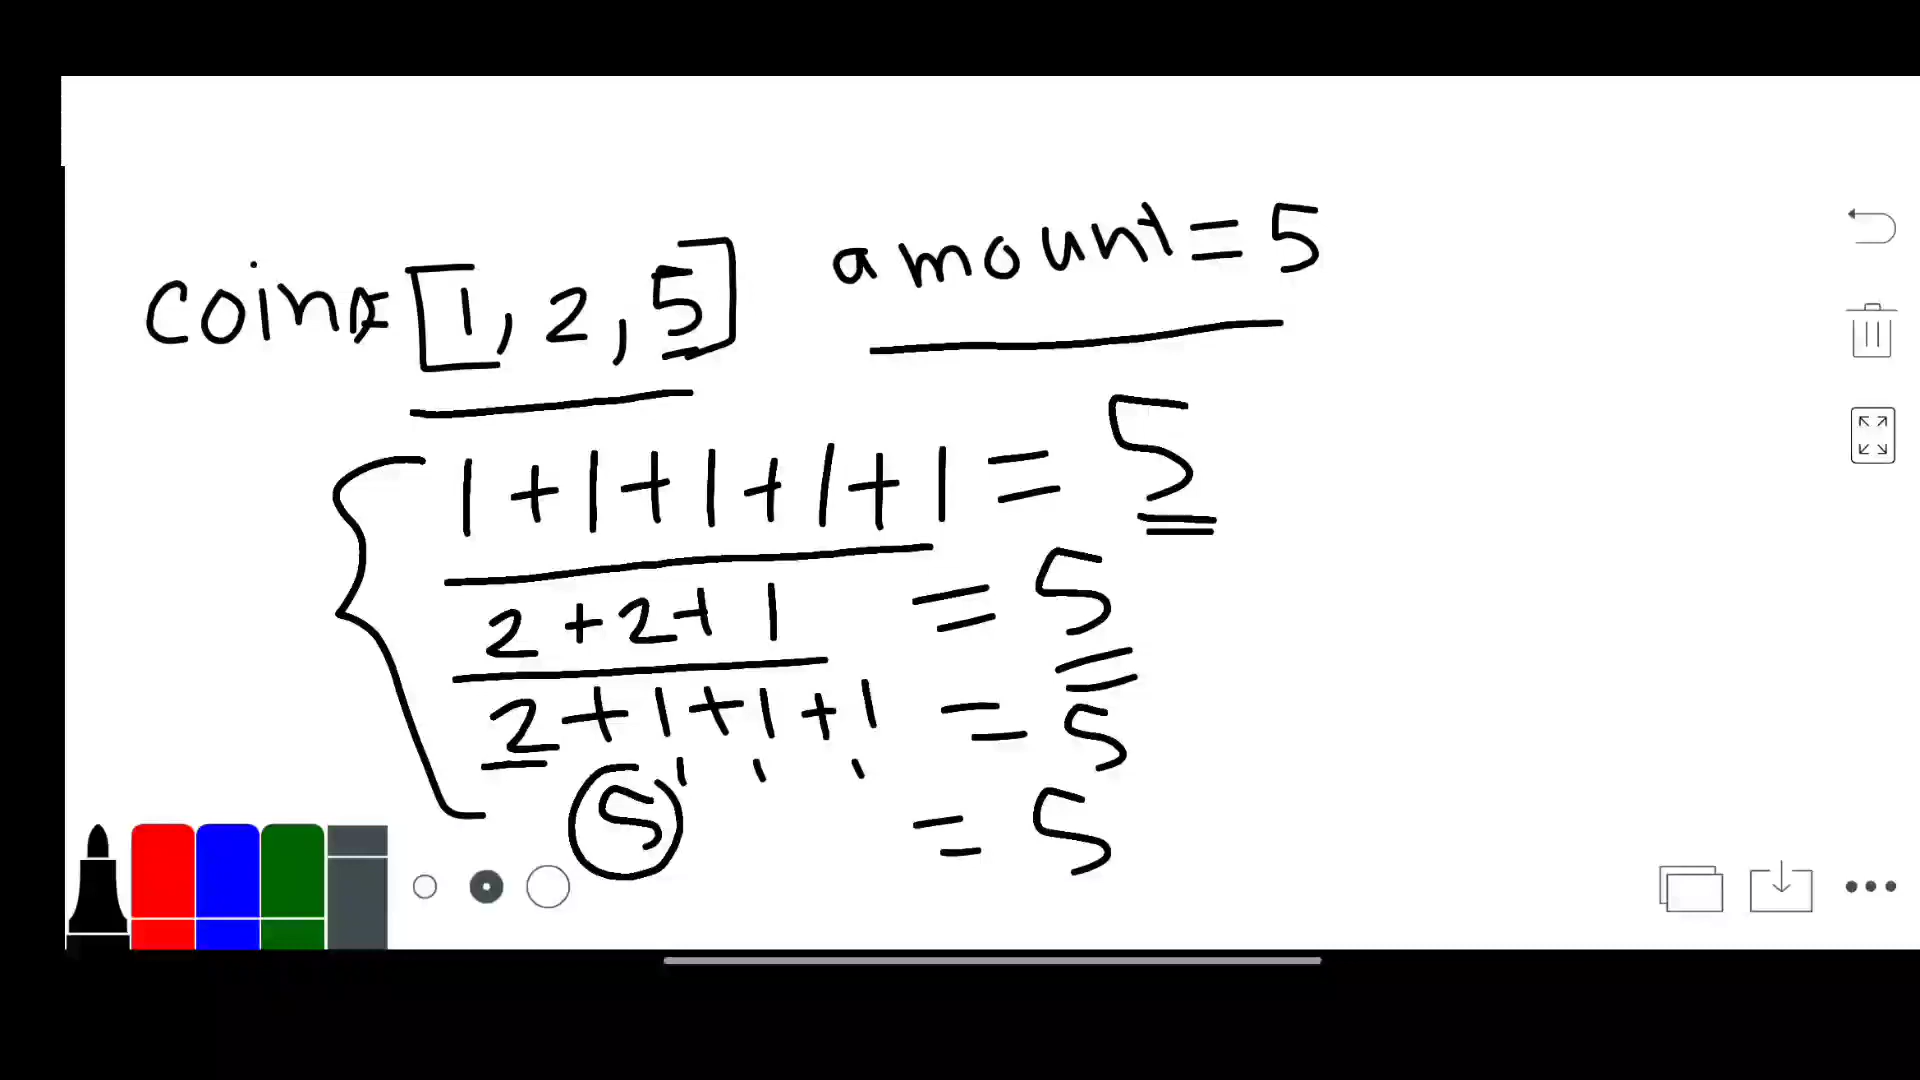 coins = [1, 2, 5] amount = 5
1 + 1 + 1 + 1 + 1 = 5
2 + 2 + 1 = 5
2 + 1 + 1 + 1 = 5
5 = 5